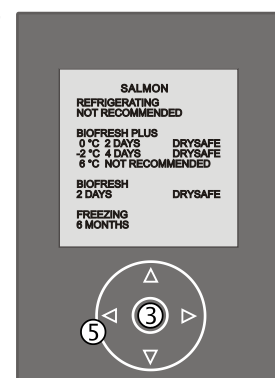 SALMON
REFRIGERATING
NOT RECOMMENDED
BIOFRESH PLUS
0 °C 2 DAYS DRYSAFE
-2 °C 4 DAYS DRYSAFE
6 °C NOT RECOMMENDED
BIOFRESH
2 DAYS DRYSAFE
FREEZING
6 MONTHS
3
5